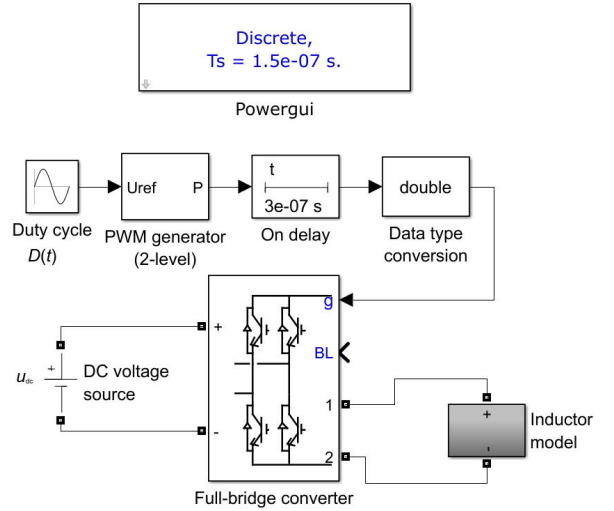 Discrete,
Ts = 1.5e-07 s.
Powergui
Uref
P
t
3e-07 s
double
Duty cycle
D(t)
PWM generator
(2-level)
On delay
Data type
conversion
g
+
BL
u_dc
+
DC voltage
source
1
-
2
+
-
Inductor
model
Full-bridge converter